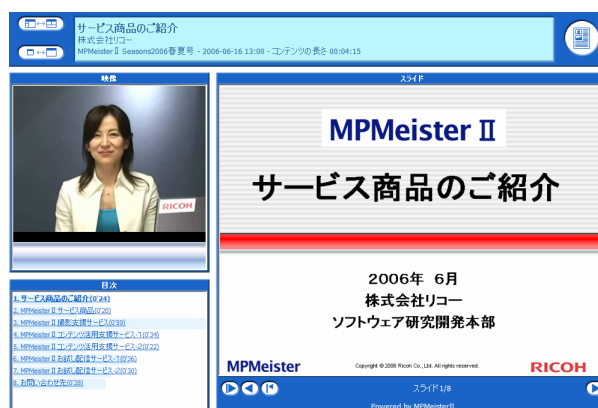 サービス商品のご紹介
株式会社リコー
MPMeister Ⅱ Seasons2006春夏号 - 2006-06-16 13:00 - コンテンツの長さ 00:04:15
映像
RICOH
目次
1. サービス商品のご紹介(0'24)
2. MPMeister Ⅱ サービス商品(0'20)
3. MPMeister Ⅱ 撮影支援サービス(0'59)
4. MPMeister Ⅱ コンテンツ活用支援サービス-1(0'34)
5. MPMeister Ⅱ コンテンツ活用支援サービス-2(0'22)
6. MPMeister Ⅱ お試し配信サービス-1(0'36)
7. MPMeister Ⅱ お試し配信サービス-2(0'30)
8. お問い合わせ先(0'28)
スライド
MPMeister Ⅱ
サービス商品のご紹介
2006年 6月
株式会社リコー
ソフトウェア研究開発本部
MPMeister
Copyright © 2006 Ricoh Co., Ltd. All rights reserved.
RICOH
スライド 1/8
Powered by MPMeisterⅡ